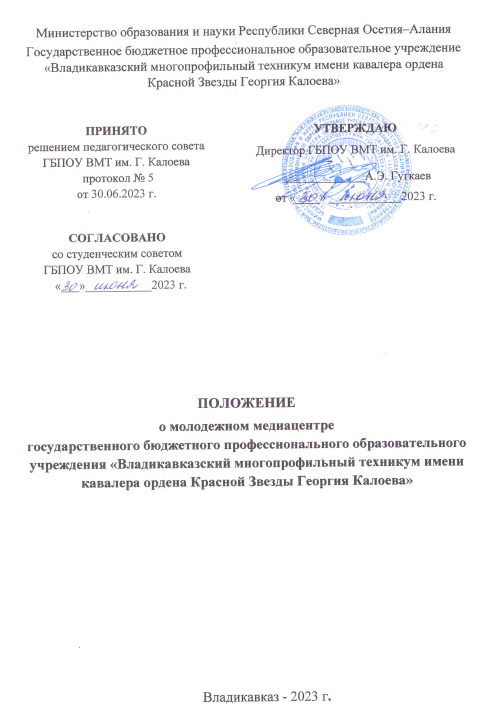 Министерство образования и науки Республики Северная Осетия–Алания
Государственное бюджетное профессиональное образовательное учреждение
«Владикавказский многопрофильный техникум имени кавалера ордена
Красной Звезды Георгия Калоева»
ПРИНЯТО
решением педагогического совета
ГБПОУ ВМТ им. Г. Калоева
протокол № 5
от 30.06.2023 г.
УТВЕРЖДАЮ
Директор ГБПОУ ВМТ им. Г. Калоева
А.Э. Гугкаев
от «30» июня 2023 г.
СОГЛАСОВАНО
со студенческим советом
ГБПОУ ВМТ им. Г. Калоева
«30» июня 2023 г.
ПОЛОЖЕНИЕ
о молодежном медиацентре
государственного бюджетного профессионального образовательного
учреждения «Владикавказский многопрофильный техникум имени
кавалера ордена Красной Звезды Георгия Калоева»
Владикавказ - 2023 г.